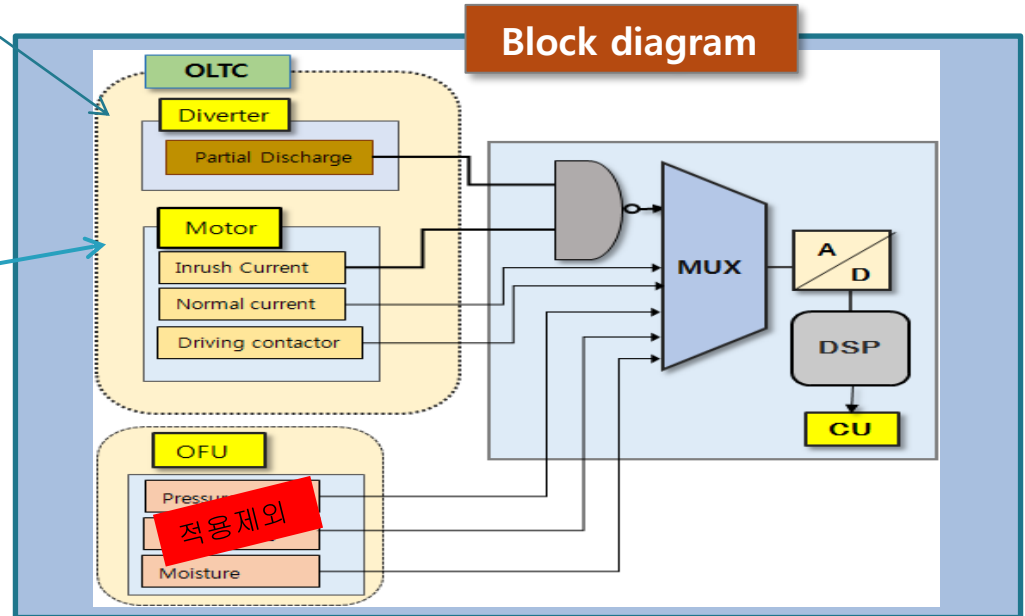 Block diagram
OLTC
Diverter
Partial Discharge
Motor
Inrush Current
Normal current
Driving contactor
MUX
A
D
DSP
CU
OFU
적용제외
Moisture